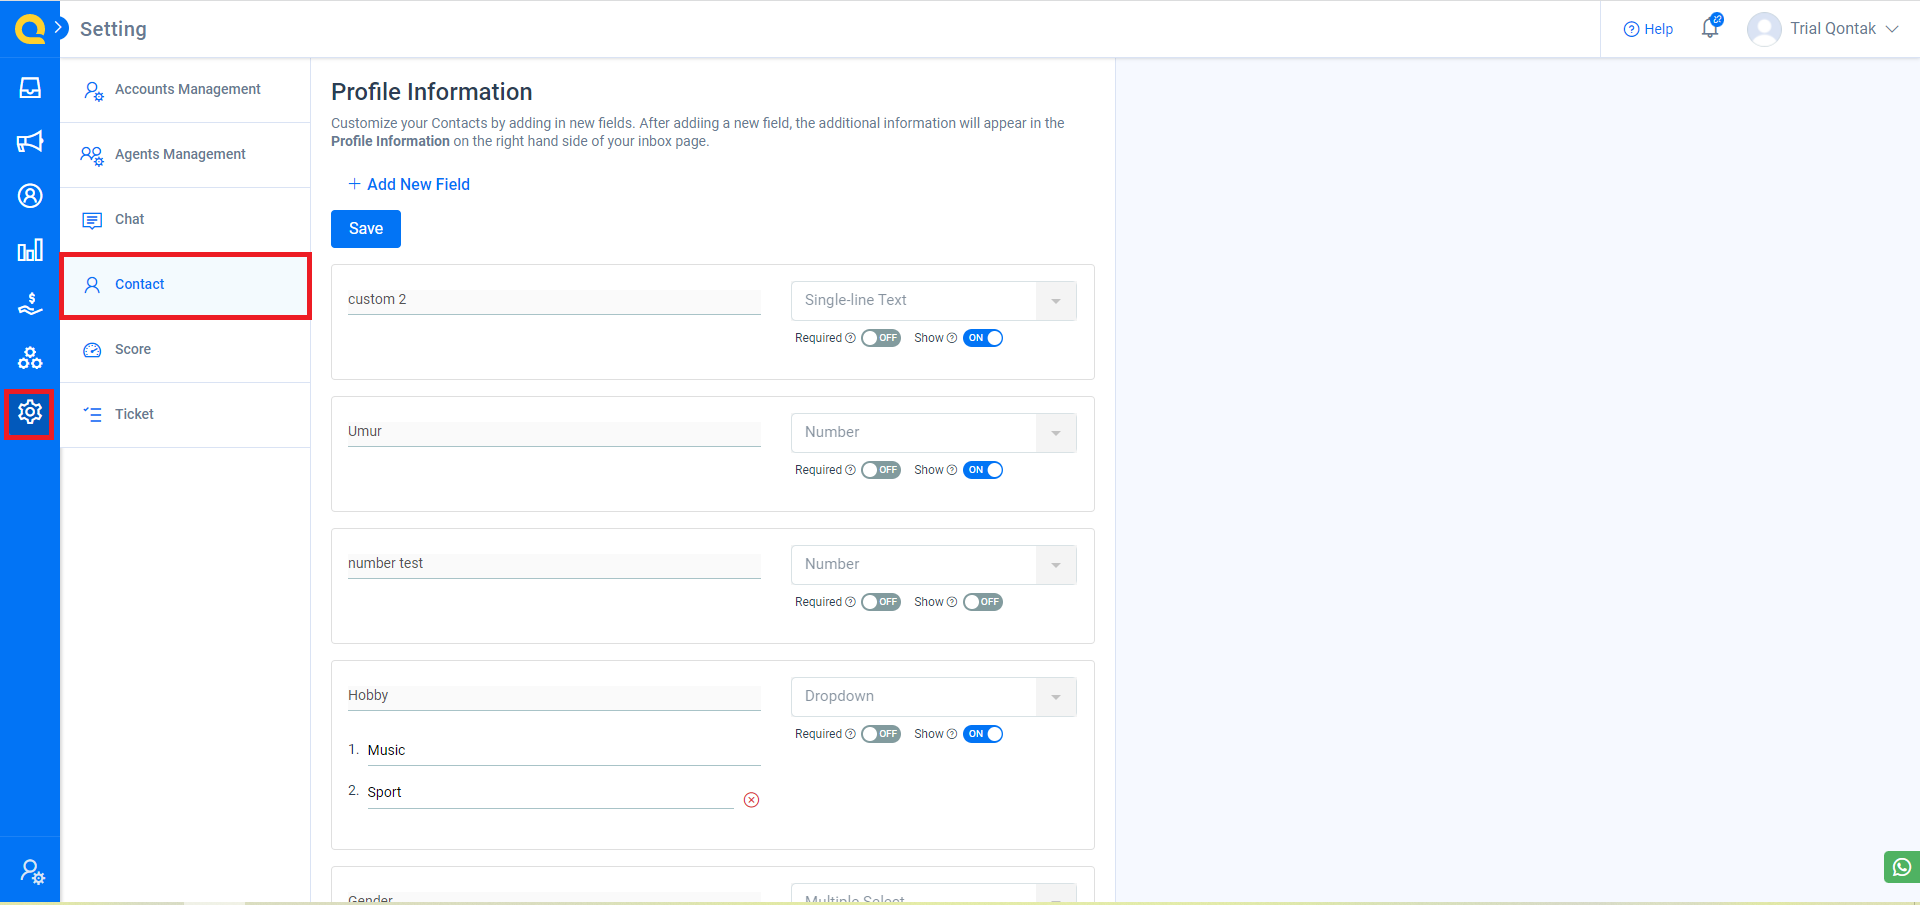 Setting
Help
Trial Qontak
Accounts Management
Agents Management
Chat
Contact
Score
Ticket
Profile Information
Customize your Contacts by adding in new fields. After addiing a new field, the additional information will appear in the
Profile Information on the right hand side of your inbox page.
+ Add New Field
Save
custom 2
Single-line Text
Required OFF Show ON
Umur
Number
Required OFF Show ON
number test
Number
Required OFF Show OFF
Hobby
Dropdown
Required OFF Show ON
1. Music
2. Sport
Gender
Multiple Select